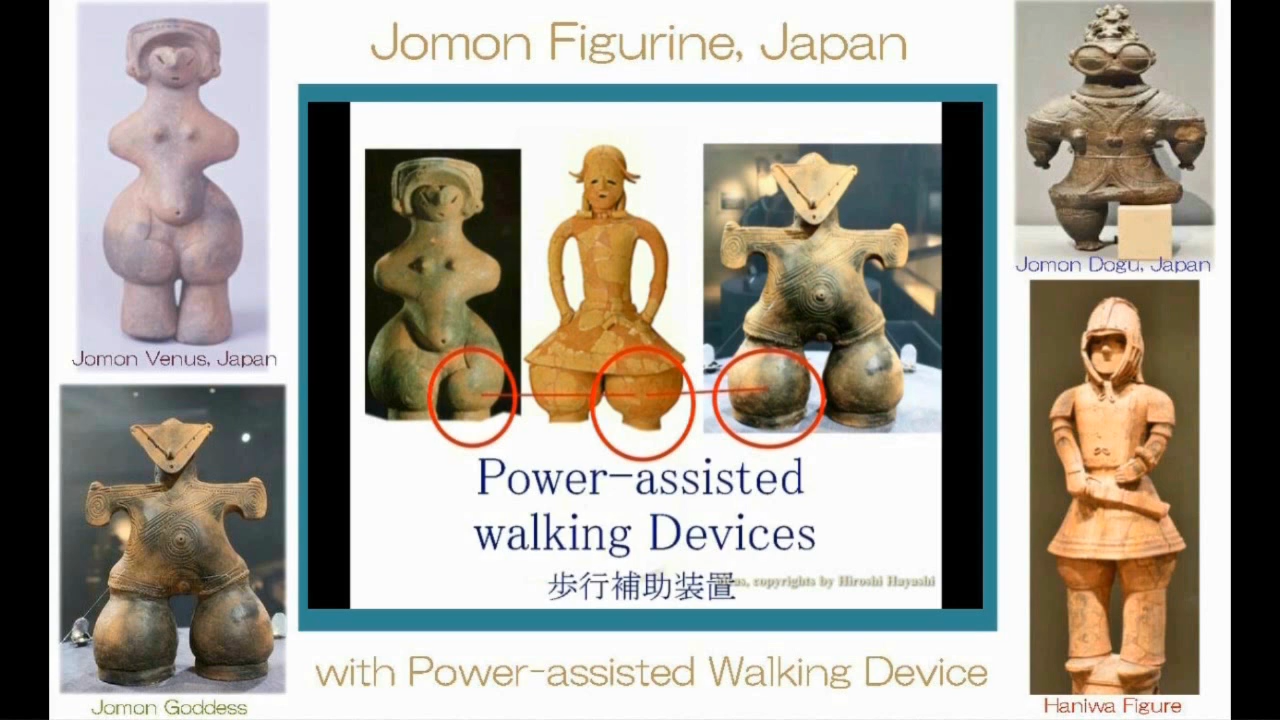 Jomon Figurine, Japan
Jomon Venus, Japan
Jomon Dogu, Japan
Power-assisted
walking Devices
歩行補助装置
copyrights by Hiroshi Hayashi
with Power-assisted Walking Device
Jomon Goddess
Haniwa Figure